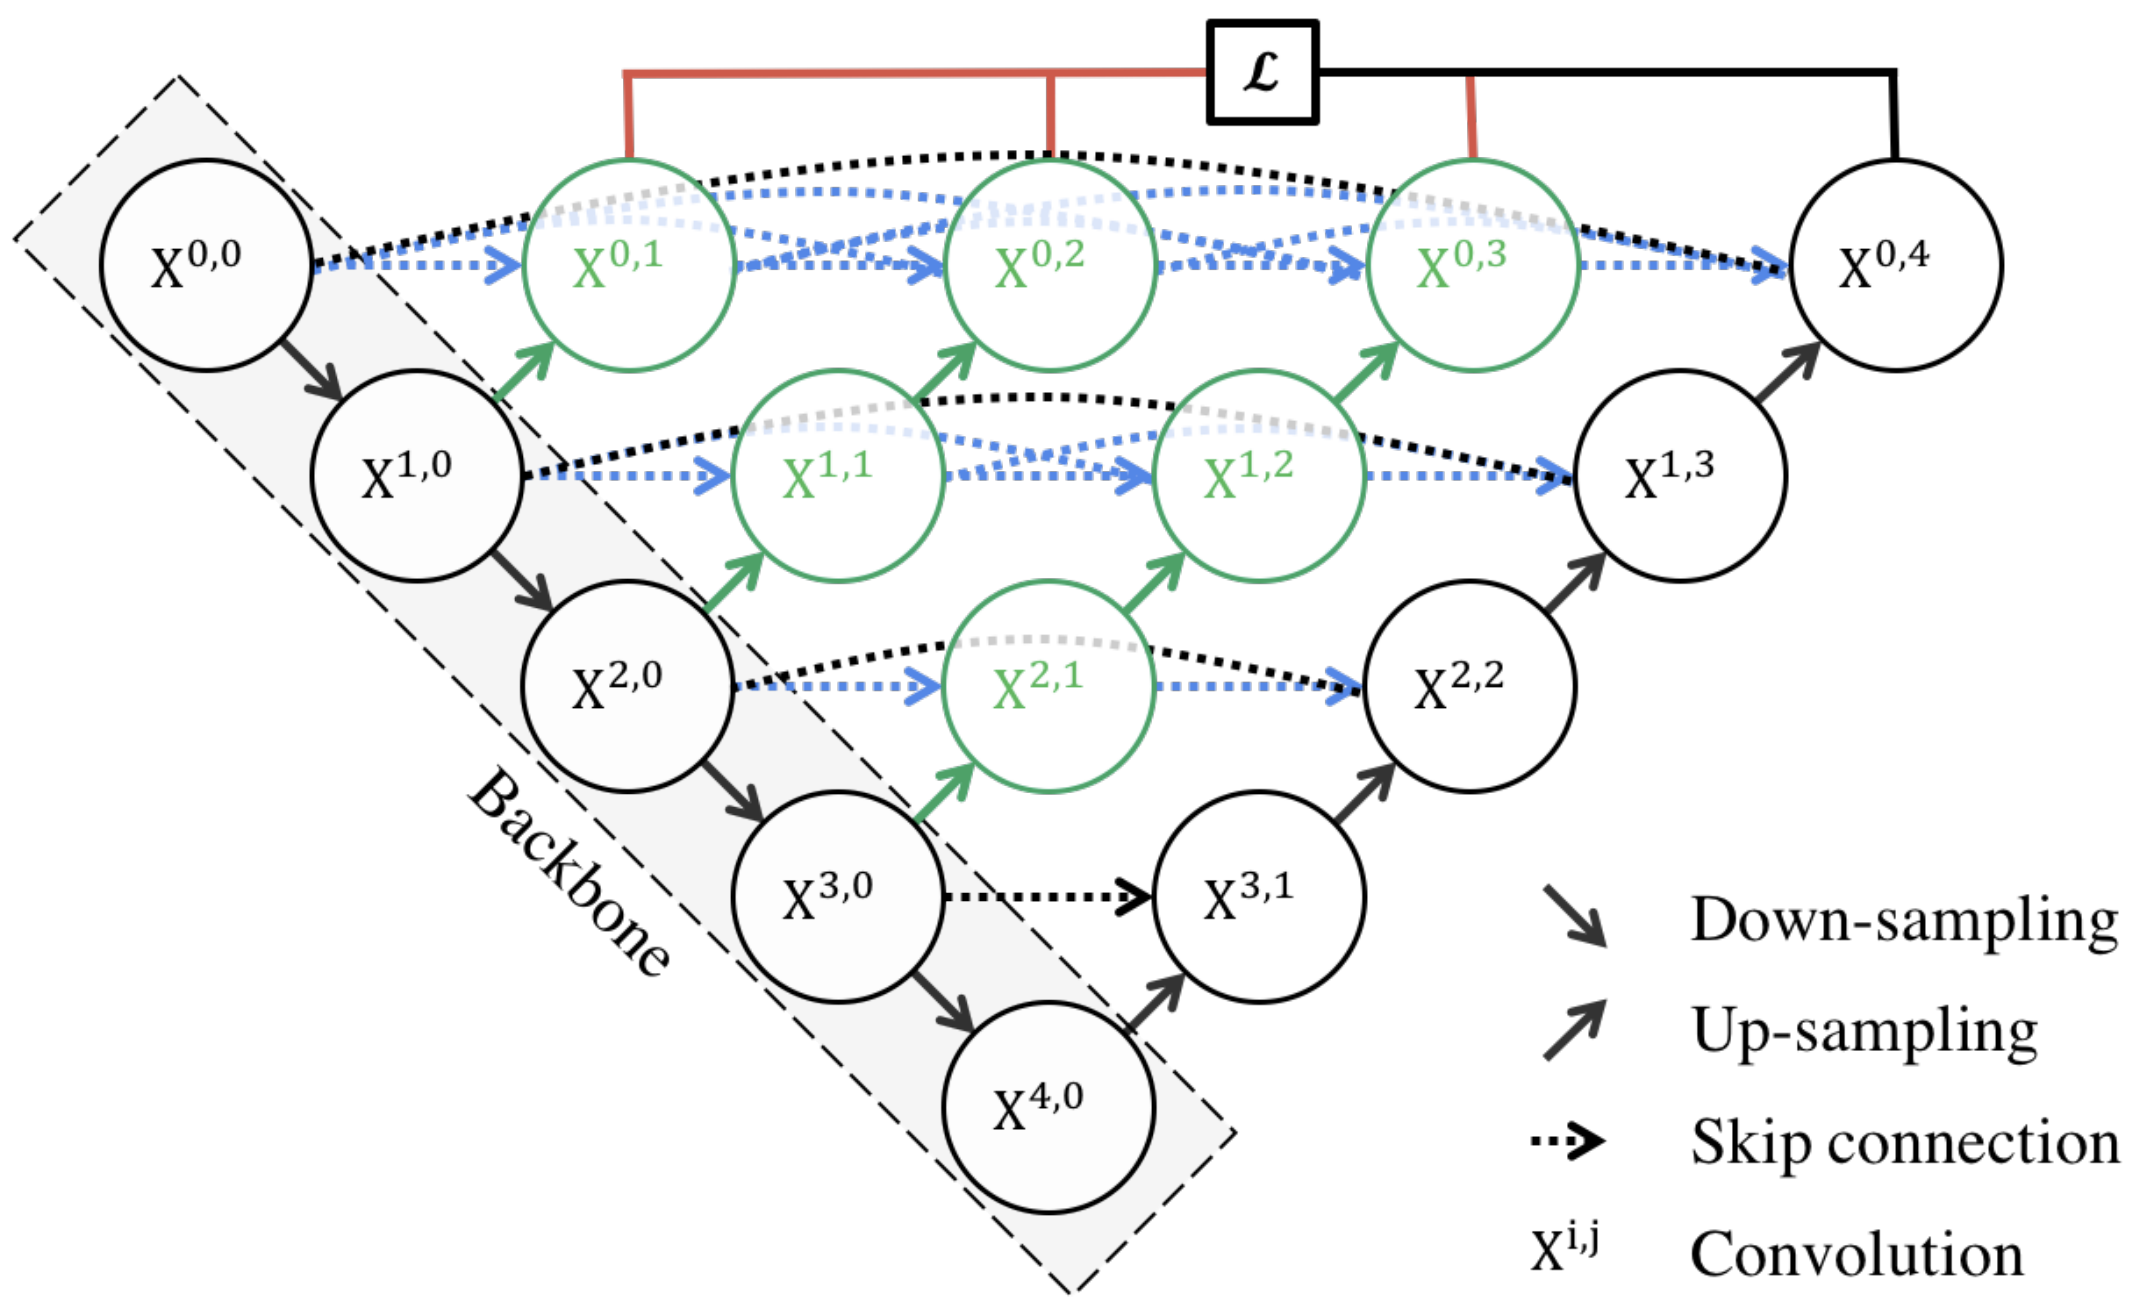 ℒ
X^0,0
X^0,1
X^0,2
X^0,3
X^0,4
X^1,0
X^1,1
X^1,2
X^1,3
X^2,0
X^2,1
X^2,2
Backbone
X^3,0
X^3,1
X^4,0
Down-sampling
Up-sampling
Skip connection
X^i,j Convolution